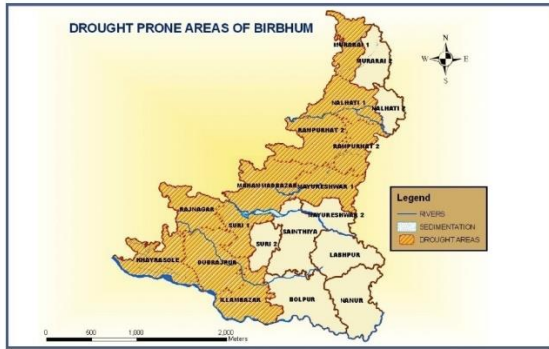 DROUGHT PRONE AREAS OF BIRBHUM
N
W E
S
MURARAI 1
MURARAI 2
NALHATI 1
NALHATI 2
RAMPURHAT 2
RAMPURHAT 2
MAHAMMADBAZAR
MAYURESHWAR 1
RAJNAGAR
MAYURESHWAR 2
SURI 1
SAINTHIYA
SURI 2
LABHPUR
KHAYRASOLE
DUBRAJPUR
ILLAMBAZAR
BOLPUR
NANUR
Legend
RIVERS
SEDIMENTATION
DROUGHT AREAS
0 500 1,000 2,000
Meters